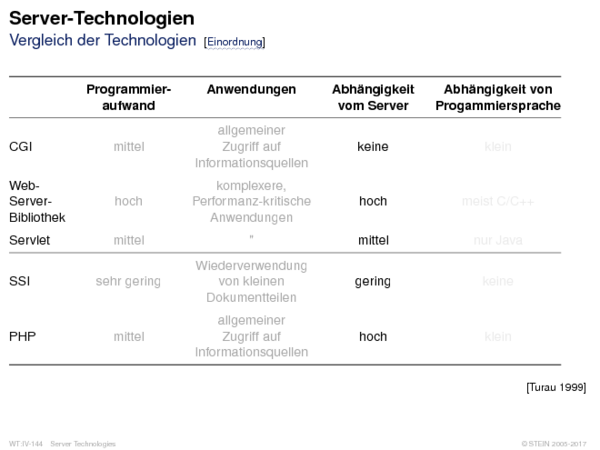 Server-Technologien
Vergleich der Technologien [Einordnung]
Programmier-
aufwand
Anwendungen
Abhängigkeit
vom Server
Abhängigkeit von
Progammiersprache
CGI
mittel
allgemeiner
Zugriff auf
Informationsquellen
keine
klein
Web-
Server-
Bibliothek
hoch
komplexere,
Performanz-kritische
Anwendungen
hoch
meist C/C++
Servlet
mittel
"
mittel
nur Java
SSI
sehr gering
Wiederverwendung
von kleinen
Dokumentteilen
gering
keine
PHP
mittel
allgemeiner
Zugriff auf
Informationsquellen
hoch
klein
[Turau 1999]
WT:IV-144 Server Technologies
© STEIN 2005-2017